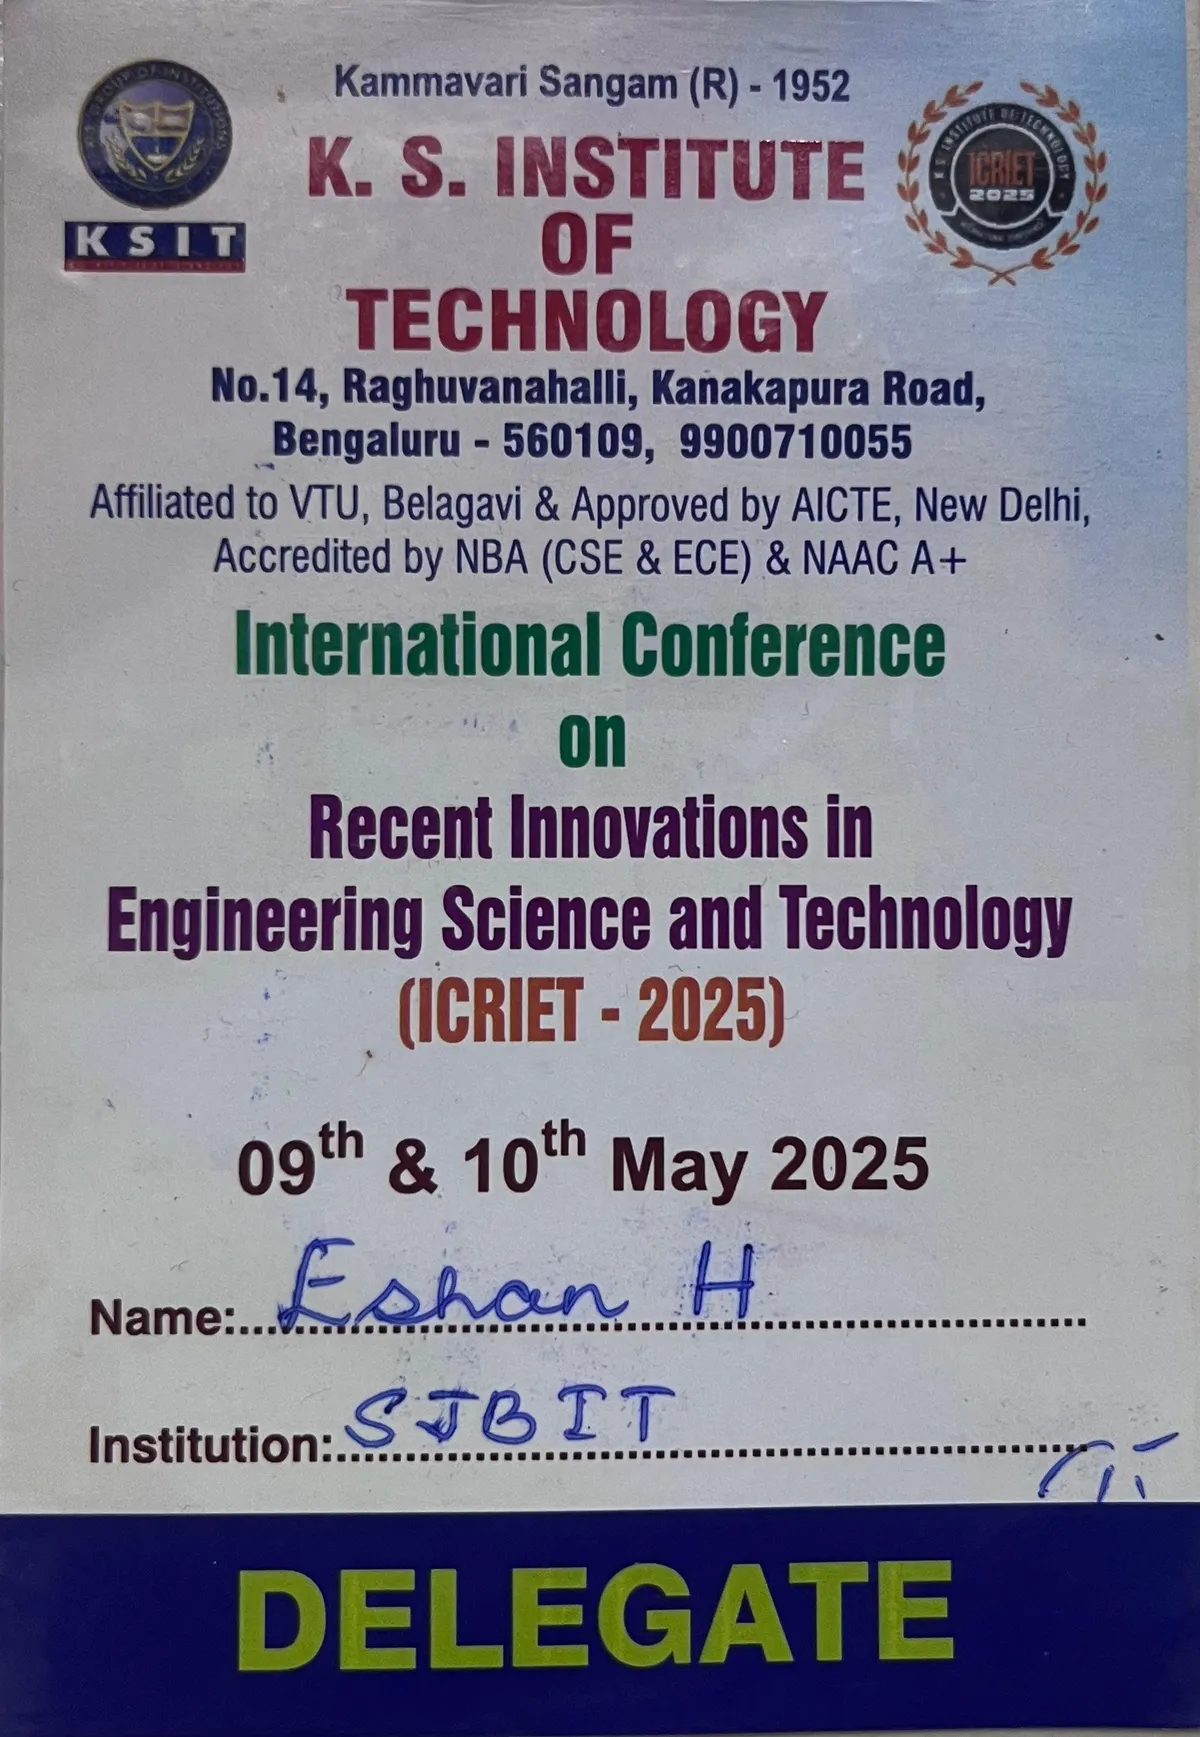 Kammavari Sangam (R) - 1952
K. S. INSTITUTE
OF
TECHNOLOGY
KSIT
ICRIET
2025
No.14, Raghuvanahalli, Kanakapura Road,
Bengaluru - 560109, 9900710055
Affiliated to VTU, Belagavi & Approved by AICTE, New Delhi,
Accredited by NBA (CSE & ECE) & NAAC A+
International Conference
on
Recent Innovations in
Engineering Science and Technology
(ICRIET - 2025)
09th & 10th May 2025
Name: Eshan H
Institution: SJBIT
DELEGATE